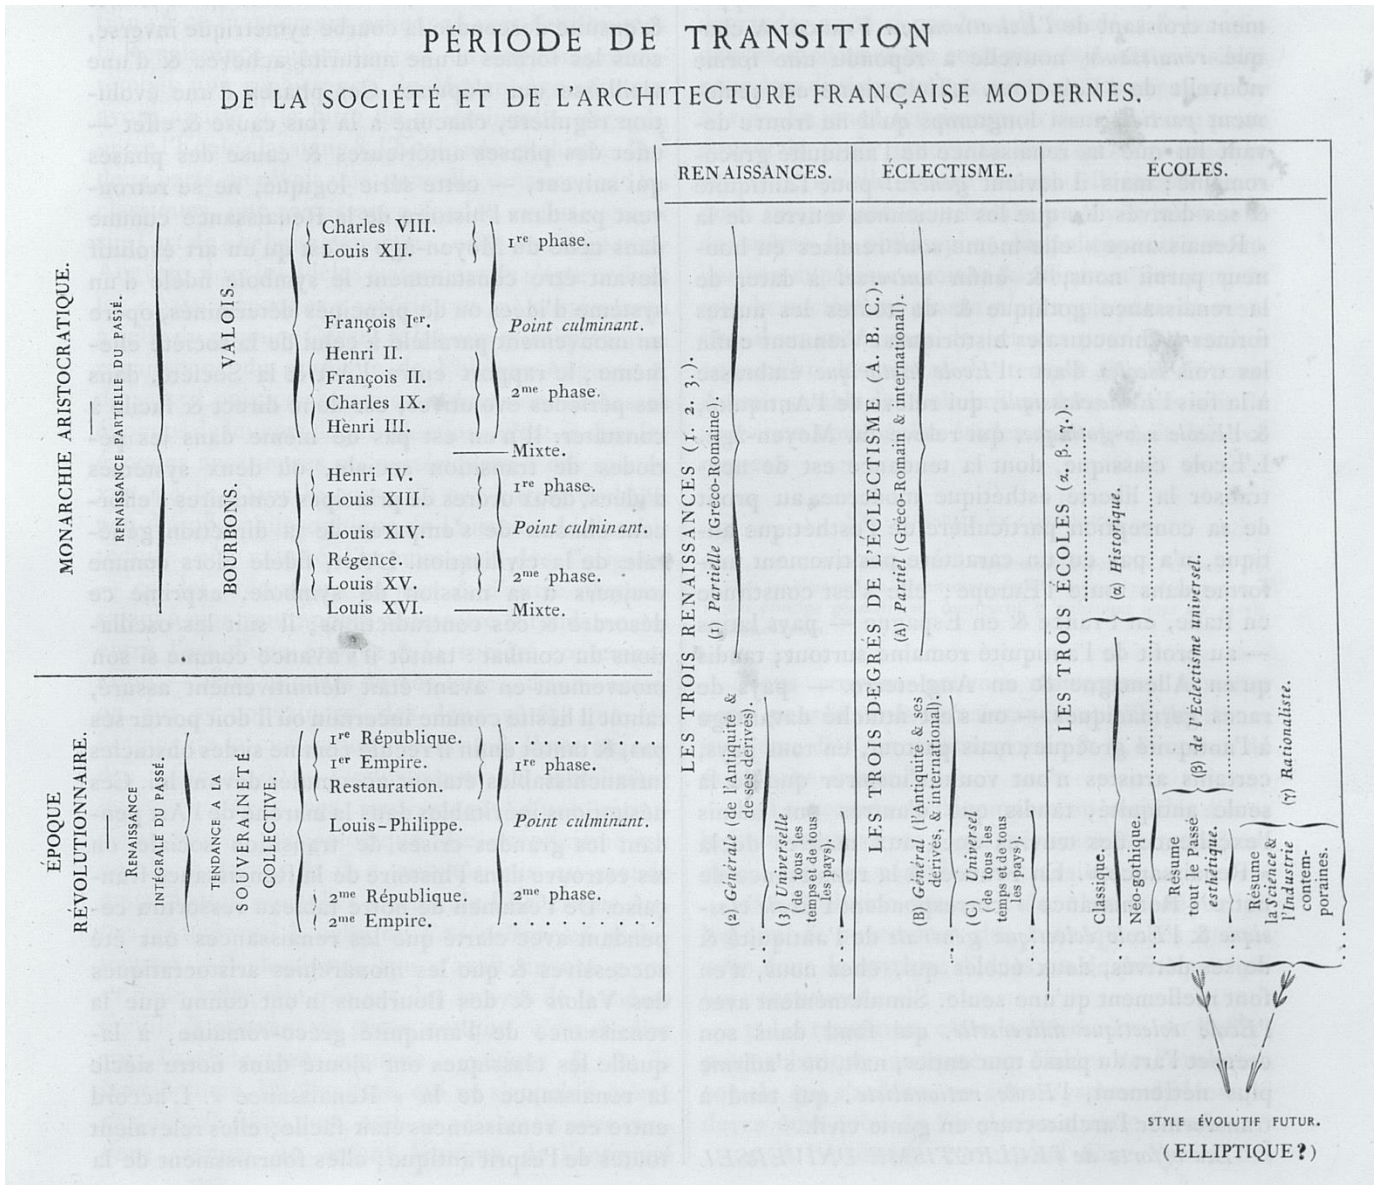 PÉRIODE DE TRANSITION
DE LA SOCIÉTÉ ET DE L'ARCHITECTURE FRANÇAISE MODERNES.
RENAISSANCES.
ÉCLECTISME.
ÉCOLES.
MONARCHIE ARISTOCRATIQUE.
RENAISSANCE PARTIELLE DU PASSÉ.
VALOIS.
Charles VIII.
Louis XII.
1re phase.
François Ier.
Point culminant.
Henri II.
François II.
Charles IX.
Henri III.
2me phase.
Mixte.
BOURBONS.
Henri IV.
Louis XIII.
1re phase.
Louis XIV.
Point culminant.
Régence.
Louis XV.
2me phase.
Louis XVI.
Mixte.
ÉPOQUE
RÉVOLUTIONNAIRE.
RENAISSANCE
INTÉGRALE DU PASSÉ.
TENDANCE A LA
SOUVERAINETÉ
COLLECTIVE.
1re République.
1er Empire.
Restauration.
1re phase.
Louis-Philippe.
Point culminant.
2me République.
2me Empire.
2me phase.
LES TROIS RENAISSANCES (1. 2. 3.).
(1) Partielle (Gréco-Romaine).
(2) Générale (de l'Antiquité &
de ses dérivés).
(3) Universelle
(de tous les
temps et de tous
les pays).
LES TROIS DEGRÉS DE L'ÉCLECTISME (A. B. C.).
(A) Partiel (Gréco-Romain & international).
(B) Général (l'Antiquité & ses
dérivés, & international).
(C) Universel
(de tous les
temps et de tous
les pays).
LES TROIS ÉCOLES (α. β. γ.).
(α) Historique.
Classique.
Néo-gothique.
(β) de l'Eclectisme universel.
Résume
tout le Passé
esthétique.
(γ) Rationaliste.
Résume
la Science &
l'Industrie
contem-
poraines.
STYLE ÉVOLUTIF FUTUR.
(ELLIPTIQUE?)